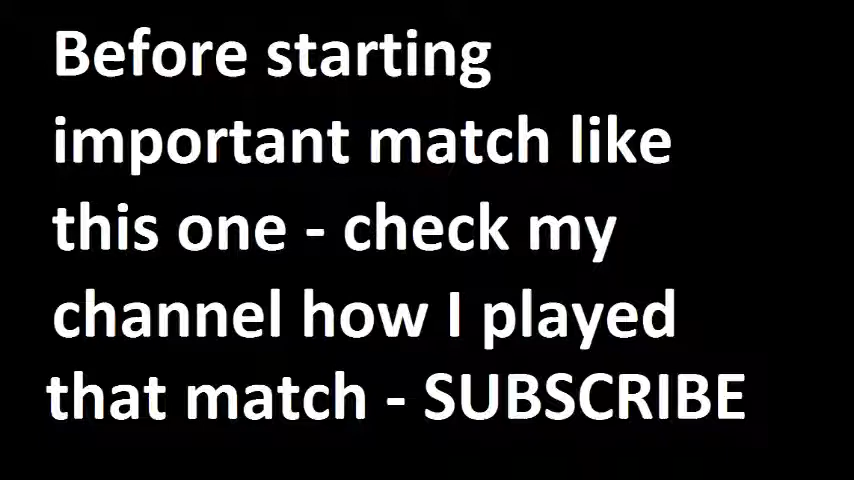 Before starting
important match like
this one - check my
channel how I played
that match - SUBSCRIBE